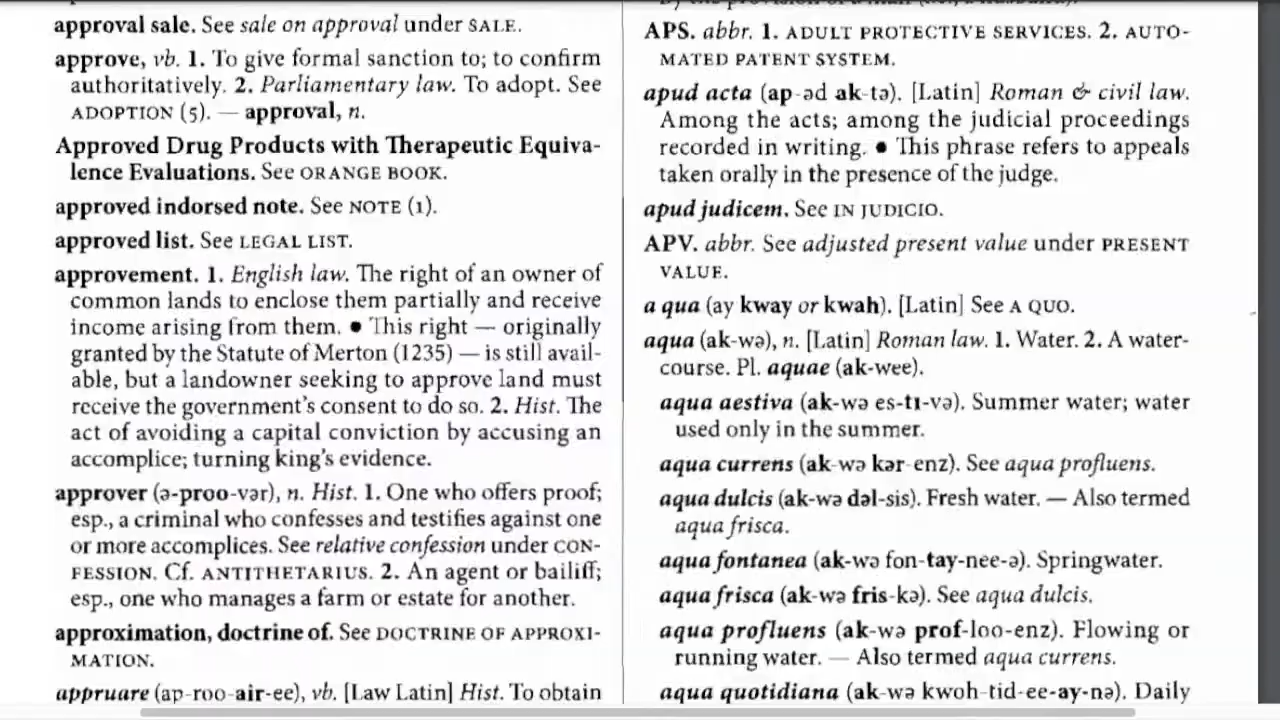 approval sale. See sale on approval under SALE.
approve, vb. 1. To give formal sanction to; to confirm
authoritatively. 2. Parliamentary law. To adopt. See
ADOPTION (5). — approval, n.
Approved Drug Products with Therapeutic Equiva-
lence Evaluations. See ORANGE BOOK.
approved indorsed note. See NOTE (1).
approved list. See LEGAL LIST.
approvement. 1. English law. The right of an owner of
common lands to enclose them partially and receive
income arising from them. ● This right — originally
granted by the Statute of Merton (1235) — is still avail-
able, but a landowner seeking to approve land must
receive the government's consent to do so. 2. Hist. The
act of avoiding a capital conviction by accusing an
accomplice; turning king's evidence.
approver (ə-proo-vər), n. Hist. 1. One who offers proof;
esp., a criminal who confesses and testifies against one
or more accomplices. See relative confession under CON-
FESSION. Cf. ANTITHETARIUS. 2. An agent or bailiff;
esp., one who manages a farm or estate for another.
approximation, doctrine of. See DOCTRINE OF APPROXI-
MATION.
appruare (ap-roo-air-ee), vb. [Law Latin] Hist. To obtain
APS. abbr. 1. ADULT PROTECTIVE SERVICES. 2. AUTO-
MATED PATENT SYSTEM.
apud acta (ap-əd ak-tə). [Latin] Roman & civil law.
Among the acts; among the judicial proceedings
recorded in writing. ● This phrase refers to appeals
taken orally in the presence of the judge.
apud judicem. See IN JUDICIO.
APV. abbr. See adjusted present value under PRESENT
VALUE.
a qua (ay kway or kwah). [Latin] See A QUO.
aqua (ak-wə), n. [Latin] Roman law. 1. Water. 2. A water-
course. Pl. aquae (ak-wee).
aqua aestiva (ak-wə es-tɪ-və). Summer water; water
used only in the summer.
aqua currens (ak-wə kər-enz). See aqua profluens.
aqua dulcis (ak-wə dəl-sis). Fresh water. — Also termed
aqua frisca.
aqua fontanea (ak-wə fon-tay-nee-ə). Springwater.
aqua frisca (ak-wə fris-kə). See aqua dulcis.
aqua profluens (ak-wə prof-loo-enz). Flowing or
running water. — Also termed aqua currens.
aqua quotidiana (ak-wə kwoh-tid-ee-ay-nə). Daily